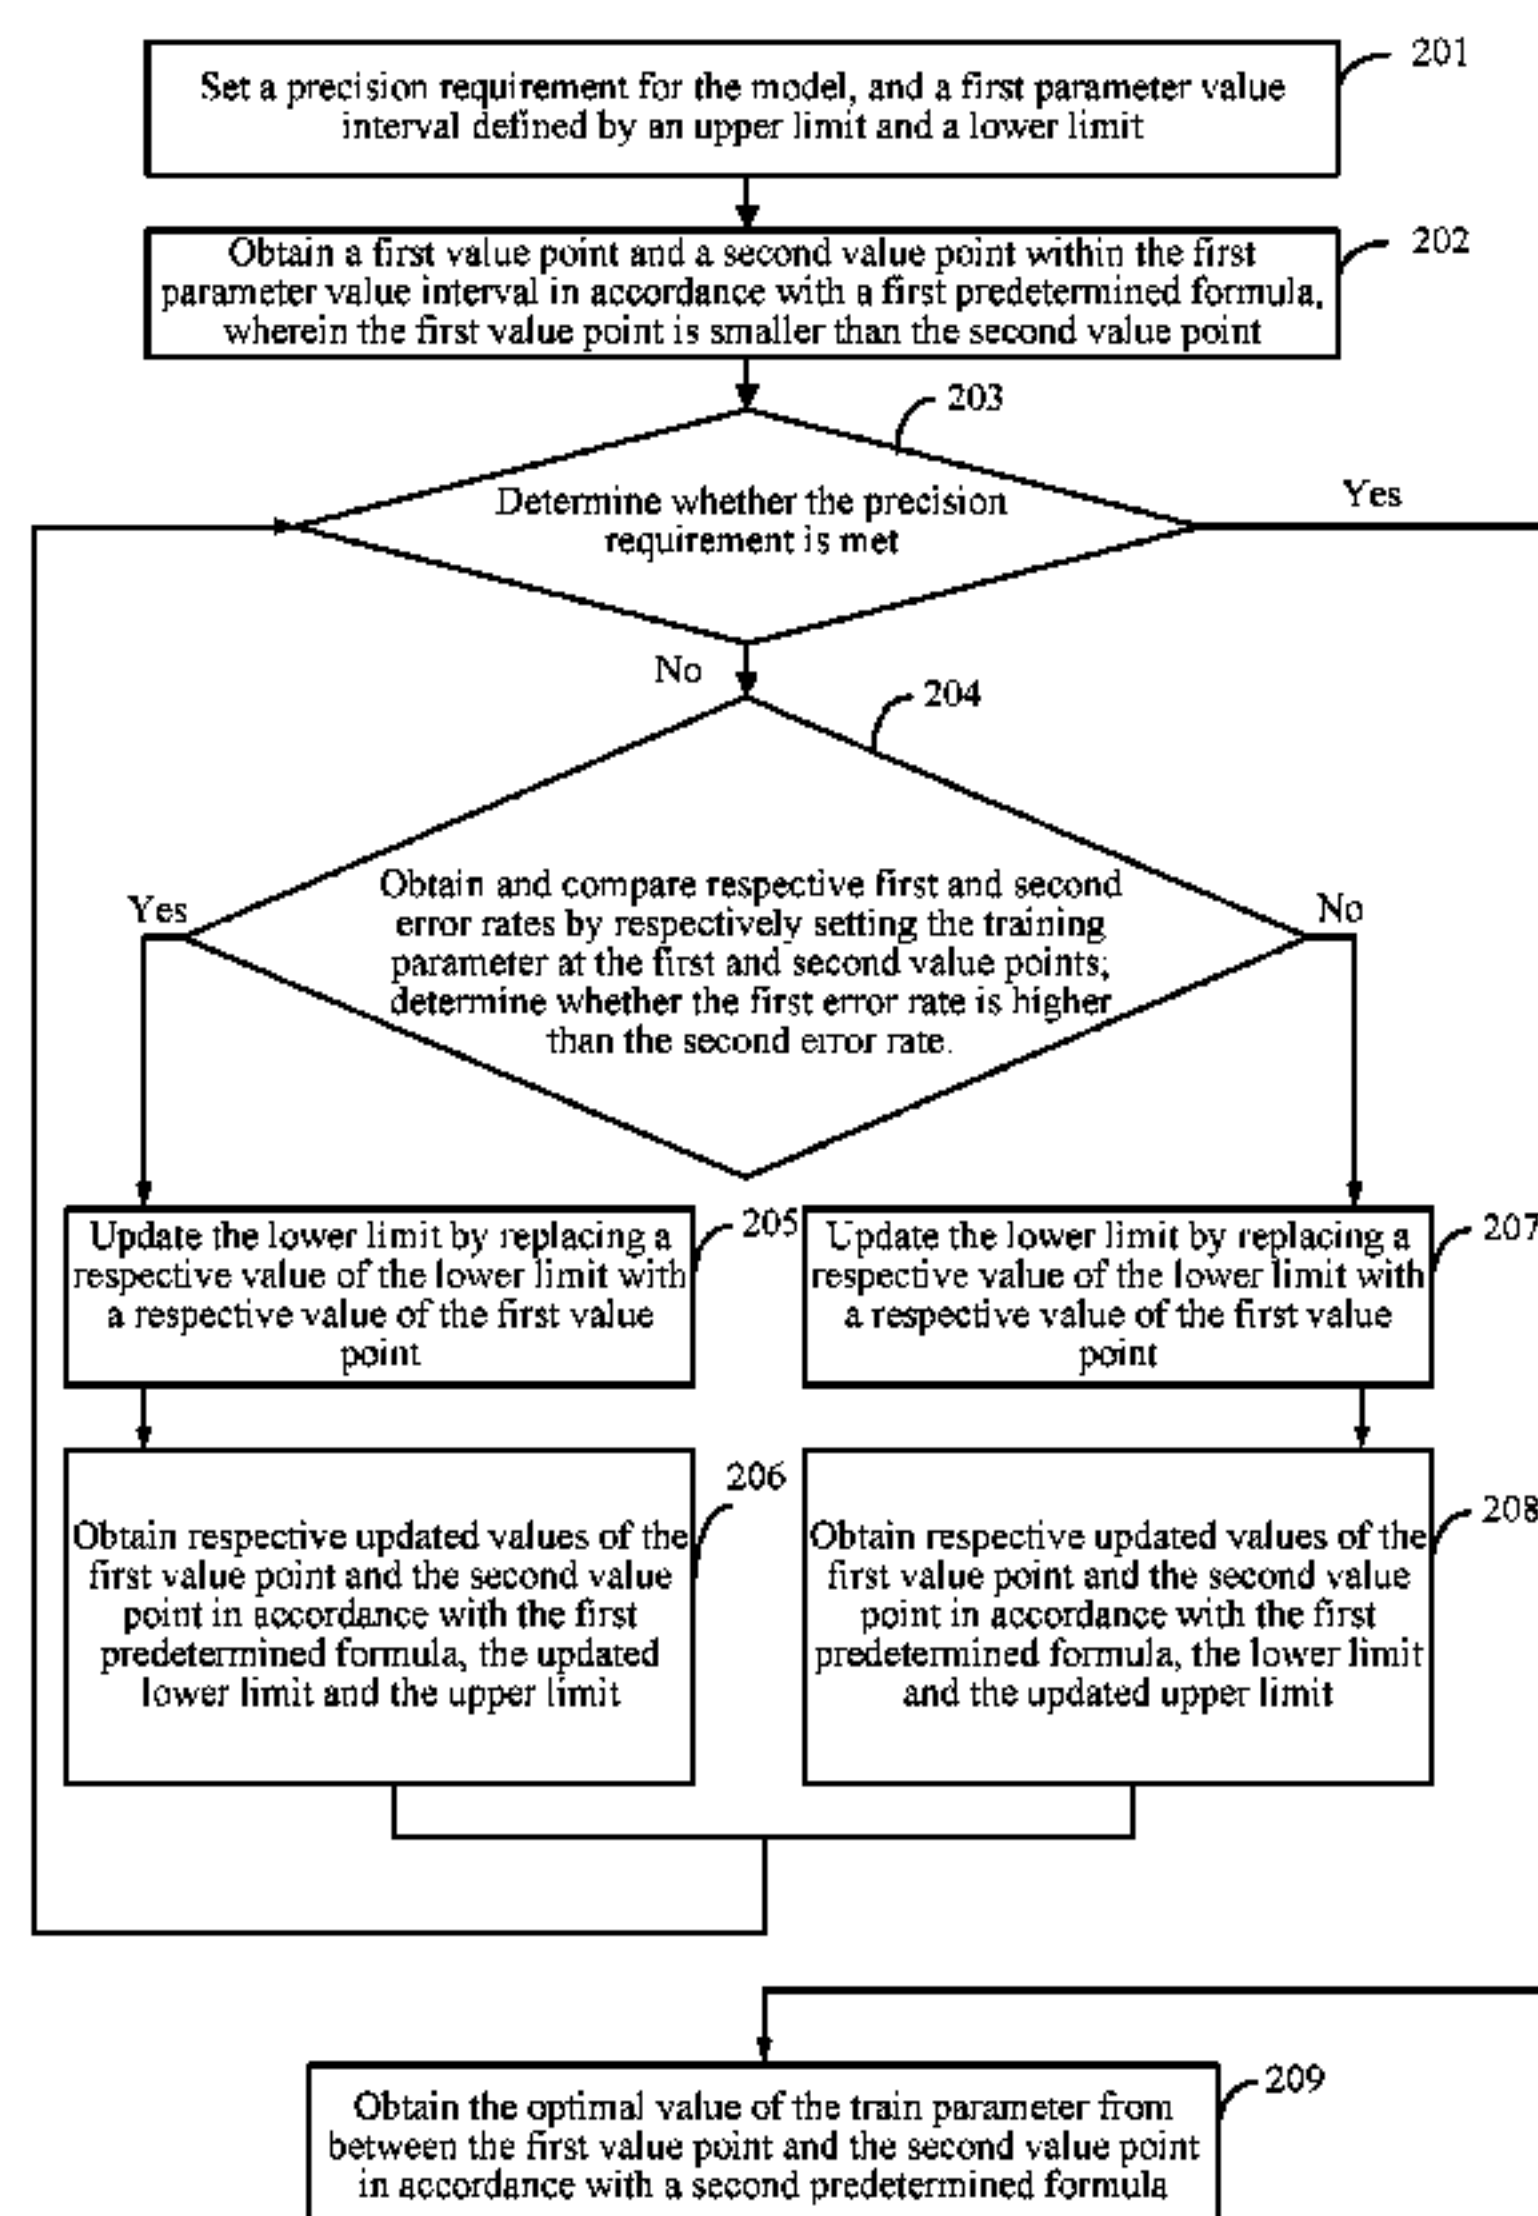 201
Set a precision requirement for the model, and a first parameter value
interval defined by an upper limit and a lower limit
202
Obtain a first value point and a second value point within the first
parameter value interval in accordance with a first predetermined formula,
wherein the first value point is smaller than the second value point
203
Determine whether the precision
requirement is met
Yes
No
204
Obtain and compare respective first and second
error rates by respectively setting the training
parameter at the first and second value points;
determine whether the first error rate is higher
than the second error rate.
Yes
No
205
Update the lower limit by replacing a
respective value of the lower limit with
a respective value of the first value
point
207
Update the lower limit by replacing a
respective value of the lower limit with
a respective value of the first value
point
206
Obtain respective updated values of the
first value point and the second value
point in accordance with the first
predetermined formula, the updated
lower limit and the upper limit
208
Obtain respective updated values of the
first value point and the second value
point in accordance with the first
predetermined formula, the lower limit
and the updated upper limit
209
Obtain the optimal value of the train parameter from
between the first value point and the second value point
in accordance with a second predetermined formula